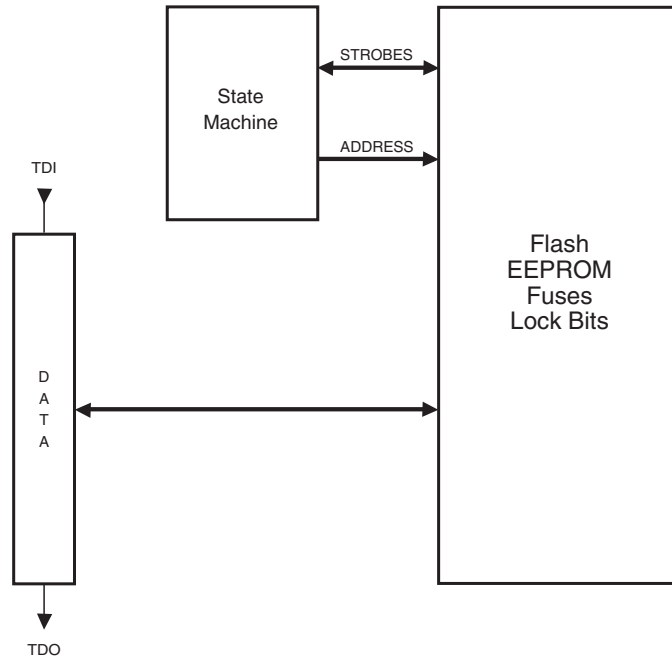 STROBES
State
Machine
ADDRESS
TDI
Flash
EEPROM
Fuses
Lock Bits
D
A
T
A
TDO